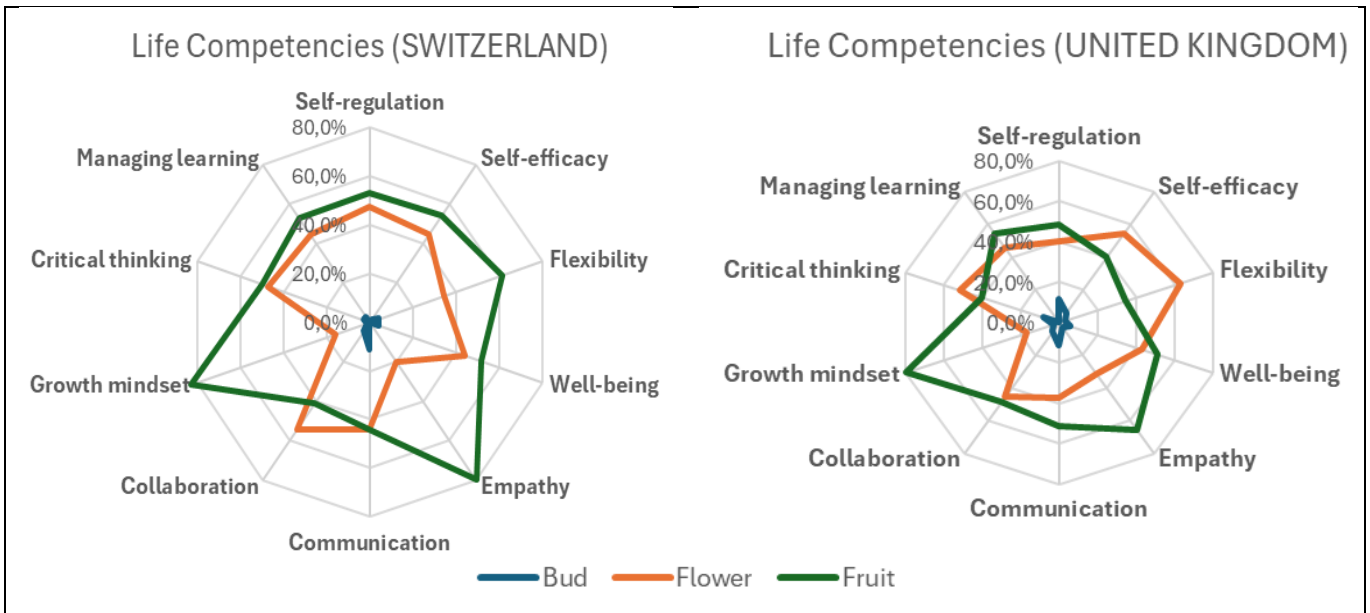 Life Competencies (SWITZERLAND)
Self-regulation
80,0%
Managing learning
Self-efficacy
60,0%
40,0%
Critical thinking
Flexibility
20,0%
0,0%
Growth mindset
Well-being
Collaboration
Empathy
Communication
Life Competencies (UNITED KINGDOM)
Self-regulation
80,0%
Managing learning
Self-efficacy
60,0%
40,0%
Critical thinking
Flexibility
20,0%
0,0%
Growth mindset
Well-being
Collaboration
Empathy
Communication
Bud Flower Fruit